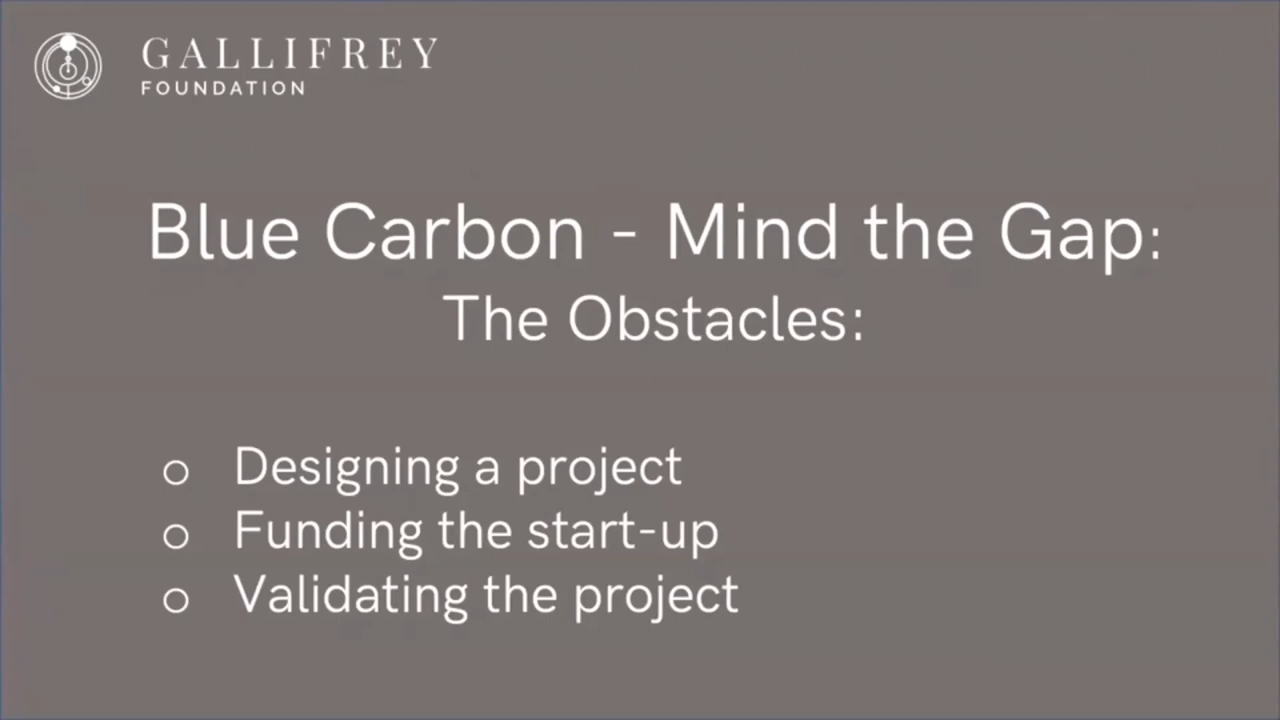 GALLIFREY
FOUNDATION
Blue Carbon - Mind the Gap:
The Obstacles:
o Designing a project
o Funding the start-up
o Validating the project